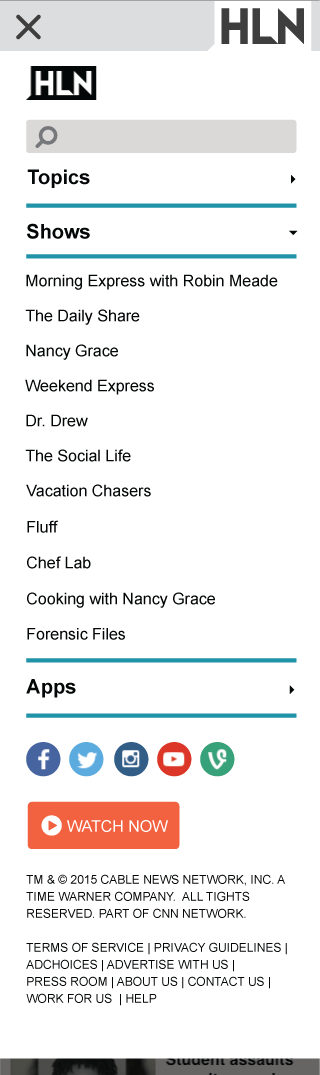 HLN
HLN
Topics
Shows
Morning Express with Robin Meade
The Daily Share
Nancy Grace
Weekend Express
Dr. Drew
The Social Life
Vacation Chasers
Fluff
Chef Lab
Cooking with Nancy Grace
Forensic Files
Apps
WATCH NOW
TM & © 2015 CABLE NEWS NETWORK, INC. A
TIME WARNER COMPANY. ALL TIGHTS
RESERVED. PART OF CNN NETWORK.
TERMS OF SERVICE | PRIVACY GUIDELINES |
ADCHOICES | ADVERTISE WITH US |
PRESS ROOM | ABOUT US | CONTACT US |
WORK FOR US | HELP
Student assaults